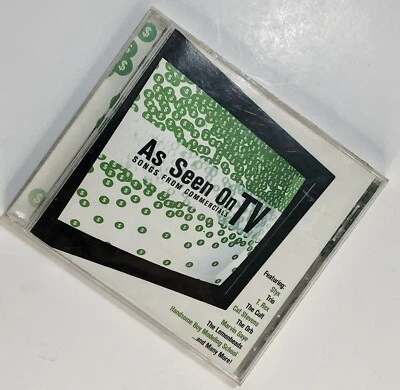 As Seen On TV
SONGS FROM COMMERCIALS
Featuring:
Styx
Trio
T. Rex
The Cult
Cat Stevens
The Orb
Marvin Gaye
The Lemonheads
Handsome Boy Modeling School
...and Many More!